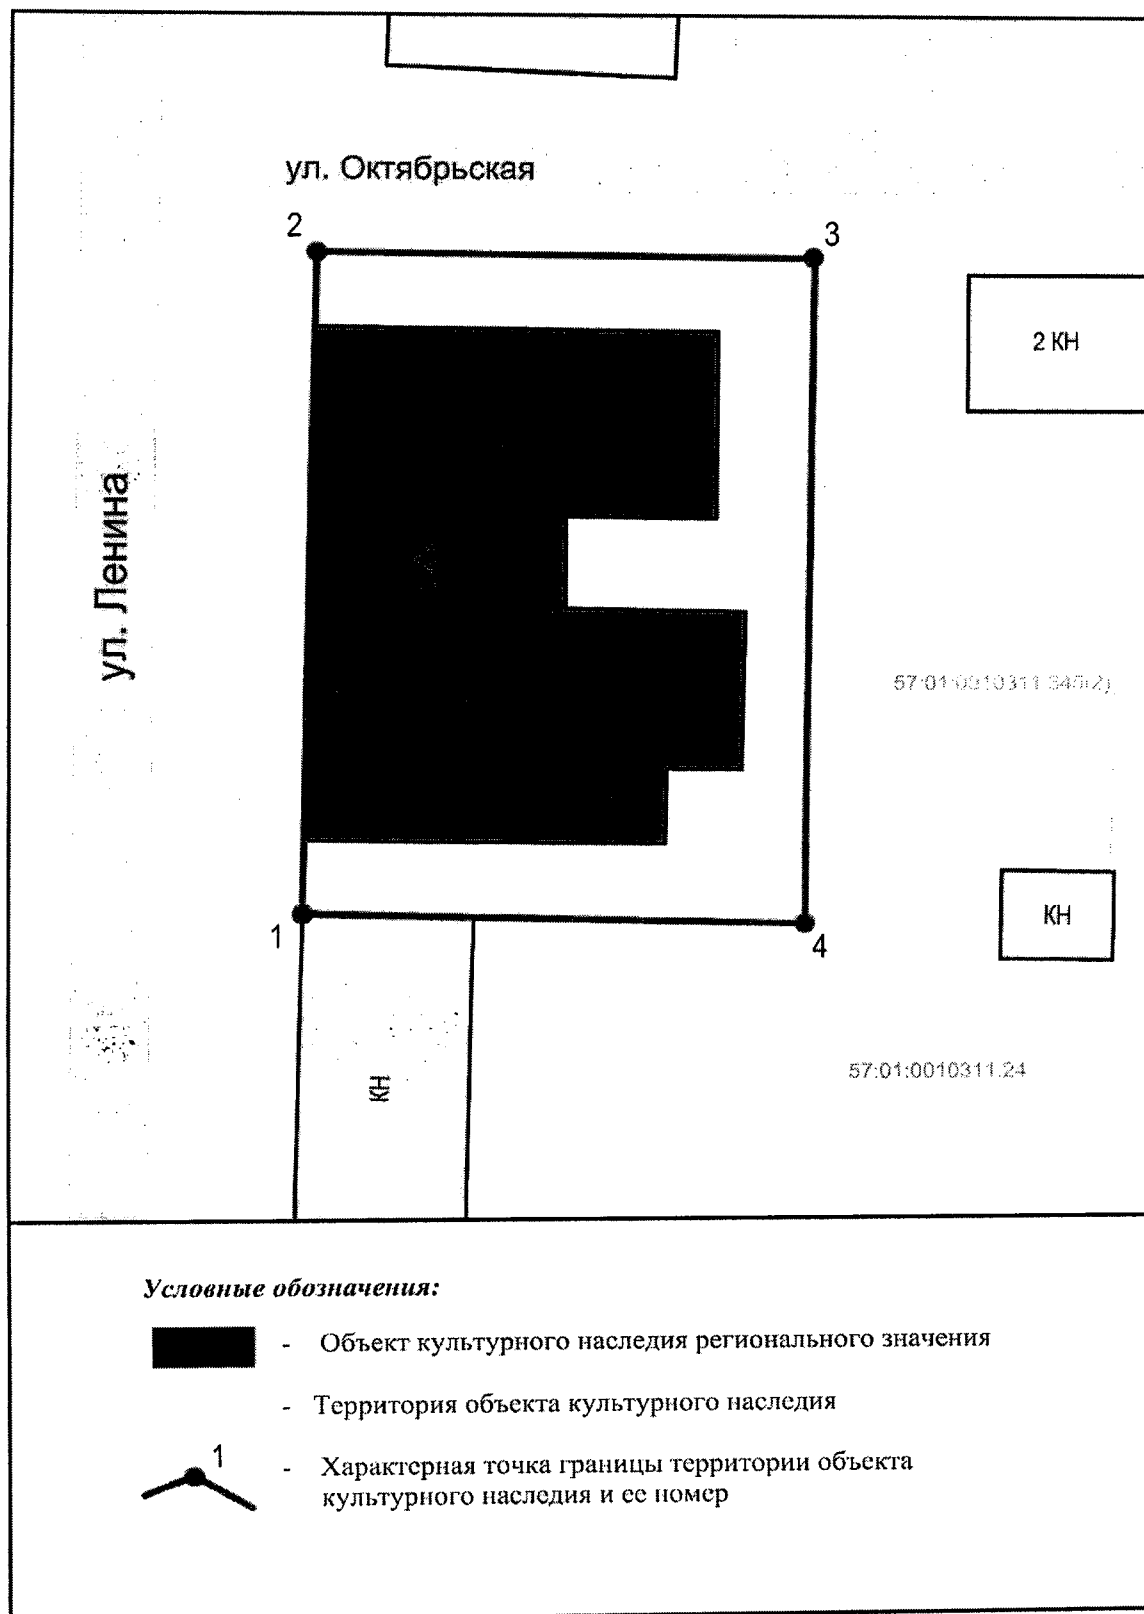 ул. Октябрьская
2
3
2 КН
ул. Ленина
1
4
КН
57:01:0010311:24
КН
Условные обозначения:
- Объект культурного наследия регионального значения
- Территория объекта культурного наследия
1
- Характерная точка границы территории объекта
культурного наследия и ее номер